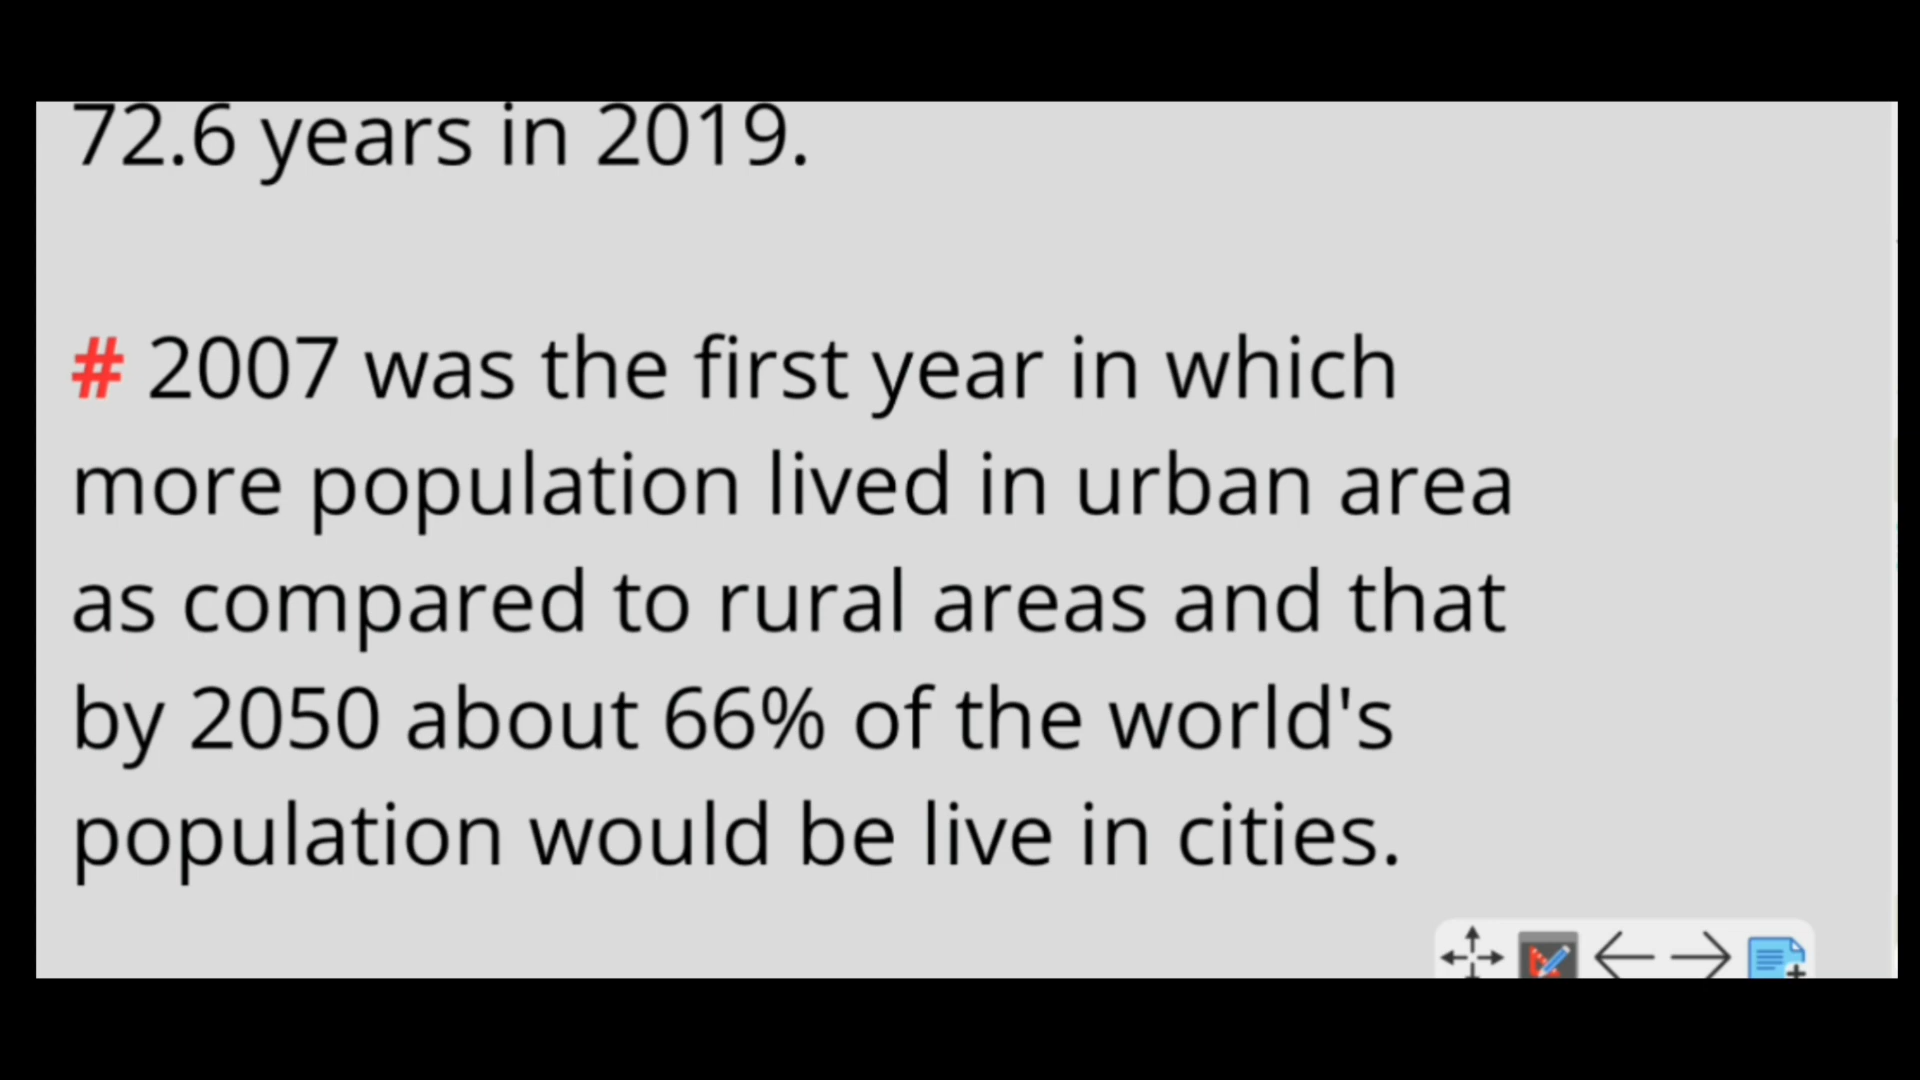 72.6 years in 2019.
# 2007 was the first year in which
more population lived in urban area
as compared to rural areas and that
by 2050 about 66% of the world's
population would be live in cities.